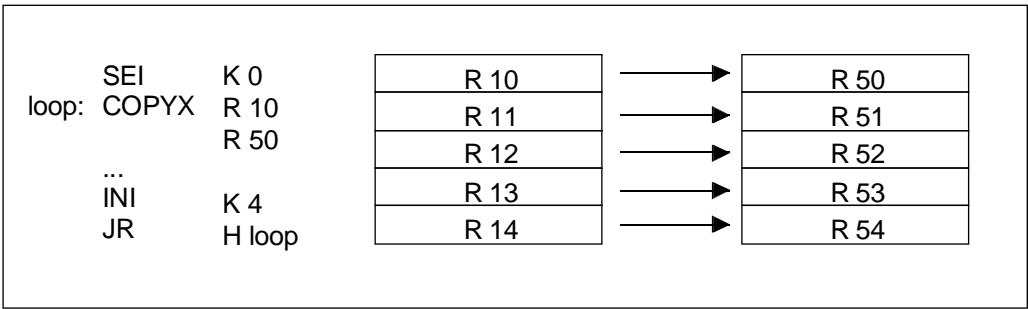 SEI K 0
loop: COPYX R 10
R 50
...
INI K 4
JR H loop
R 10 R 50
R 11 R 51
R 12 R 52
R 13 R 53
R 14 R 54